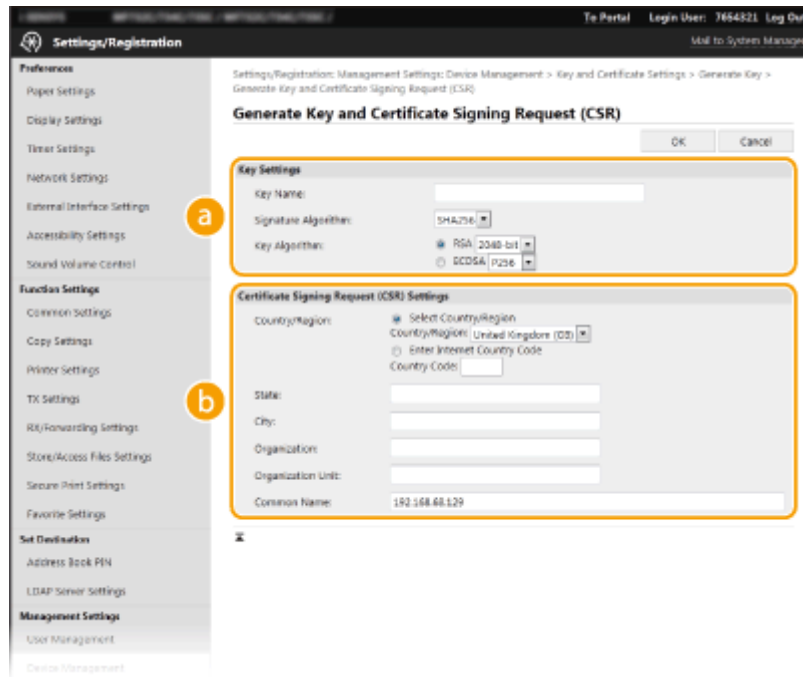 To Portal Login User: 7654321 Log Ou
Settings/Registration
Mail to System Manage
Preferences
Paper Settings
Display Settings
Timer Settings
Network Settings
External Interface Settings
Accessibility Settings
Sound Volume Control
Function Settings
Common Settings
Copy Settings
Printer Settings
TX Settings
RX/Forwarding Settings
Store/Access Files Settings
Secure Print Settings
Favorite Settings
Set Destination
Address Book PIN
LDAP Server Settings
Management Settings
User Management
Device Management
Settings/Registration: Management Settings: Device Management > Key and Certificate Settings > Generate Key >
Generate Key and Certificate Signing Request (CSR)
Generate Key and Certificate Signing Request (CSR)
OK Cancel
a
Key Settings
Key Name:
Signature Algorithm: SHA256
Key Algorithm: RSA 2048-bit
ECDSA P256
b
Certificate Signing Request (CSR) Settings
Country/Region: Select Country/Region
Country/Region: United Kingdom (GB)
Enter Internet Country Code
Country Code:
State:
City:
Organization:
Organization Unit:
Common Name: 192.168.68.129